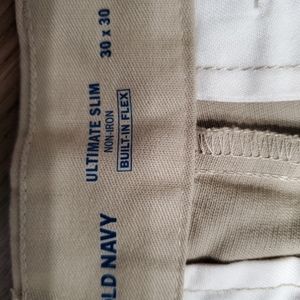 30 x 30
ULTIMATE SLIM
NON-IRON
BUILT-IN FLEX
LD NAVY